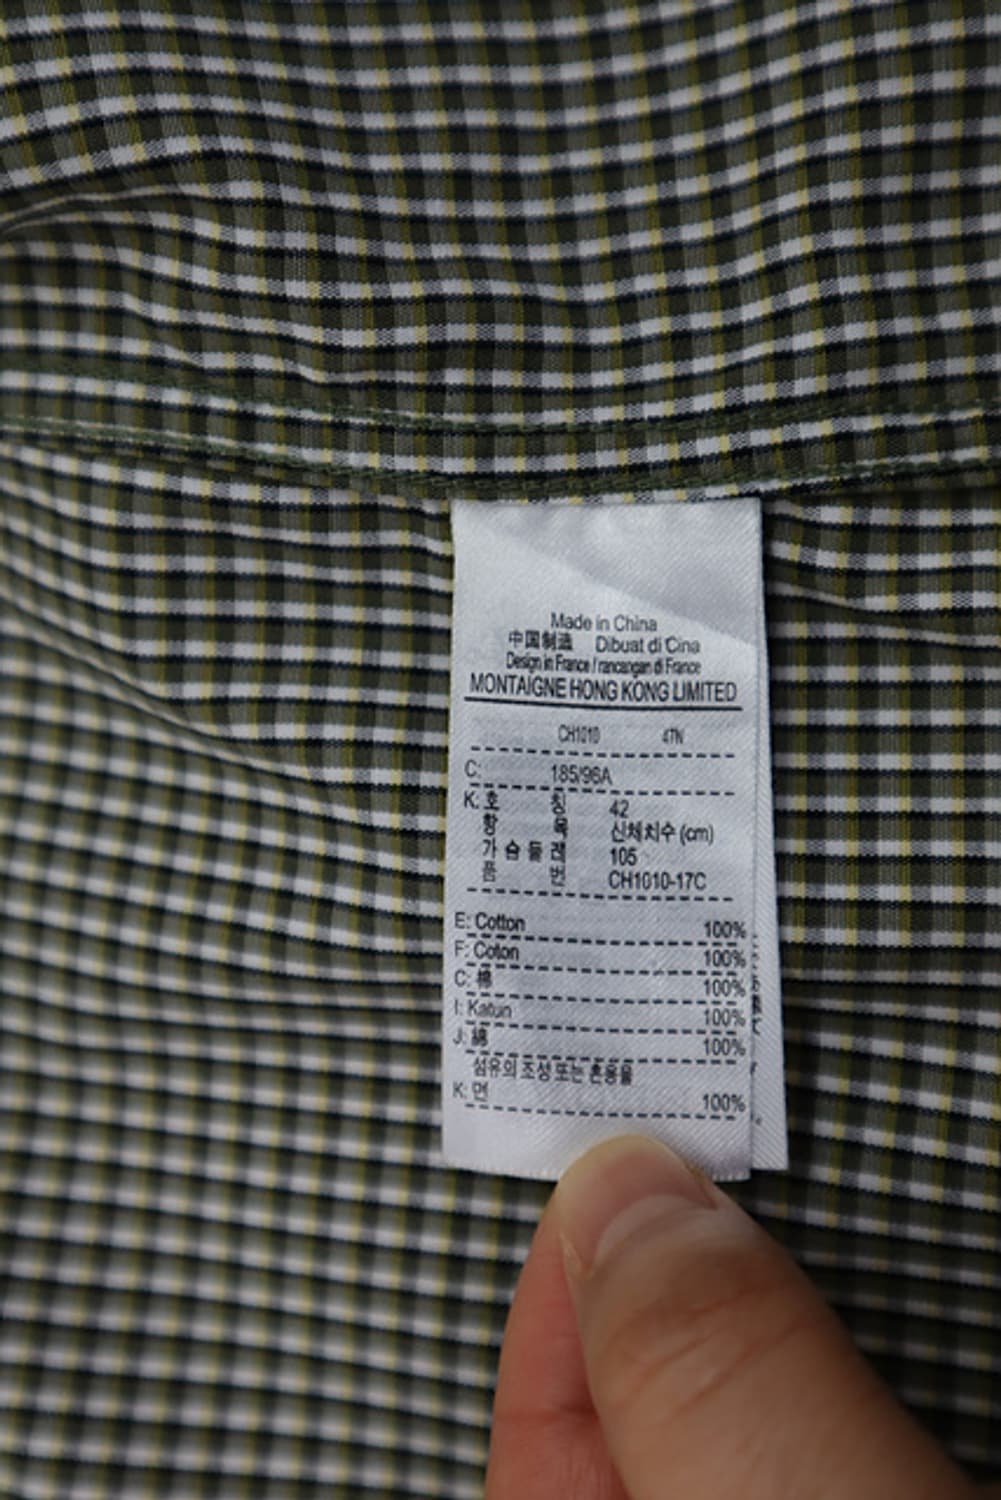 Made in China
中国制造 Dibuat di Cina
Design in France / rancangan di France
MONTAIGNE HONG KONG LIMITED
CH1010 47N
C: 185/96A
K: 호 칭 42
항 목 신체치수 (cm)
가슴둘레 105
품 번 CH1010-17C
E: Cotton 100%
F: Coton 100%
C: 棉 100%
I: Katun 100%
J: 綿 100%
섬유의 조성 또는 혼용율
K: 면 100%